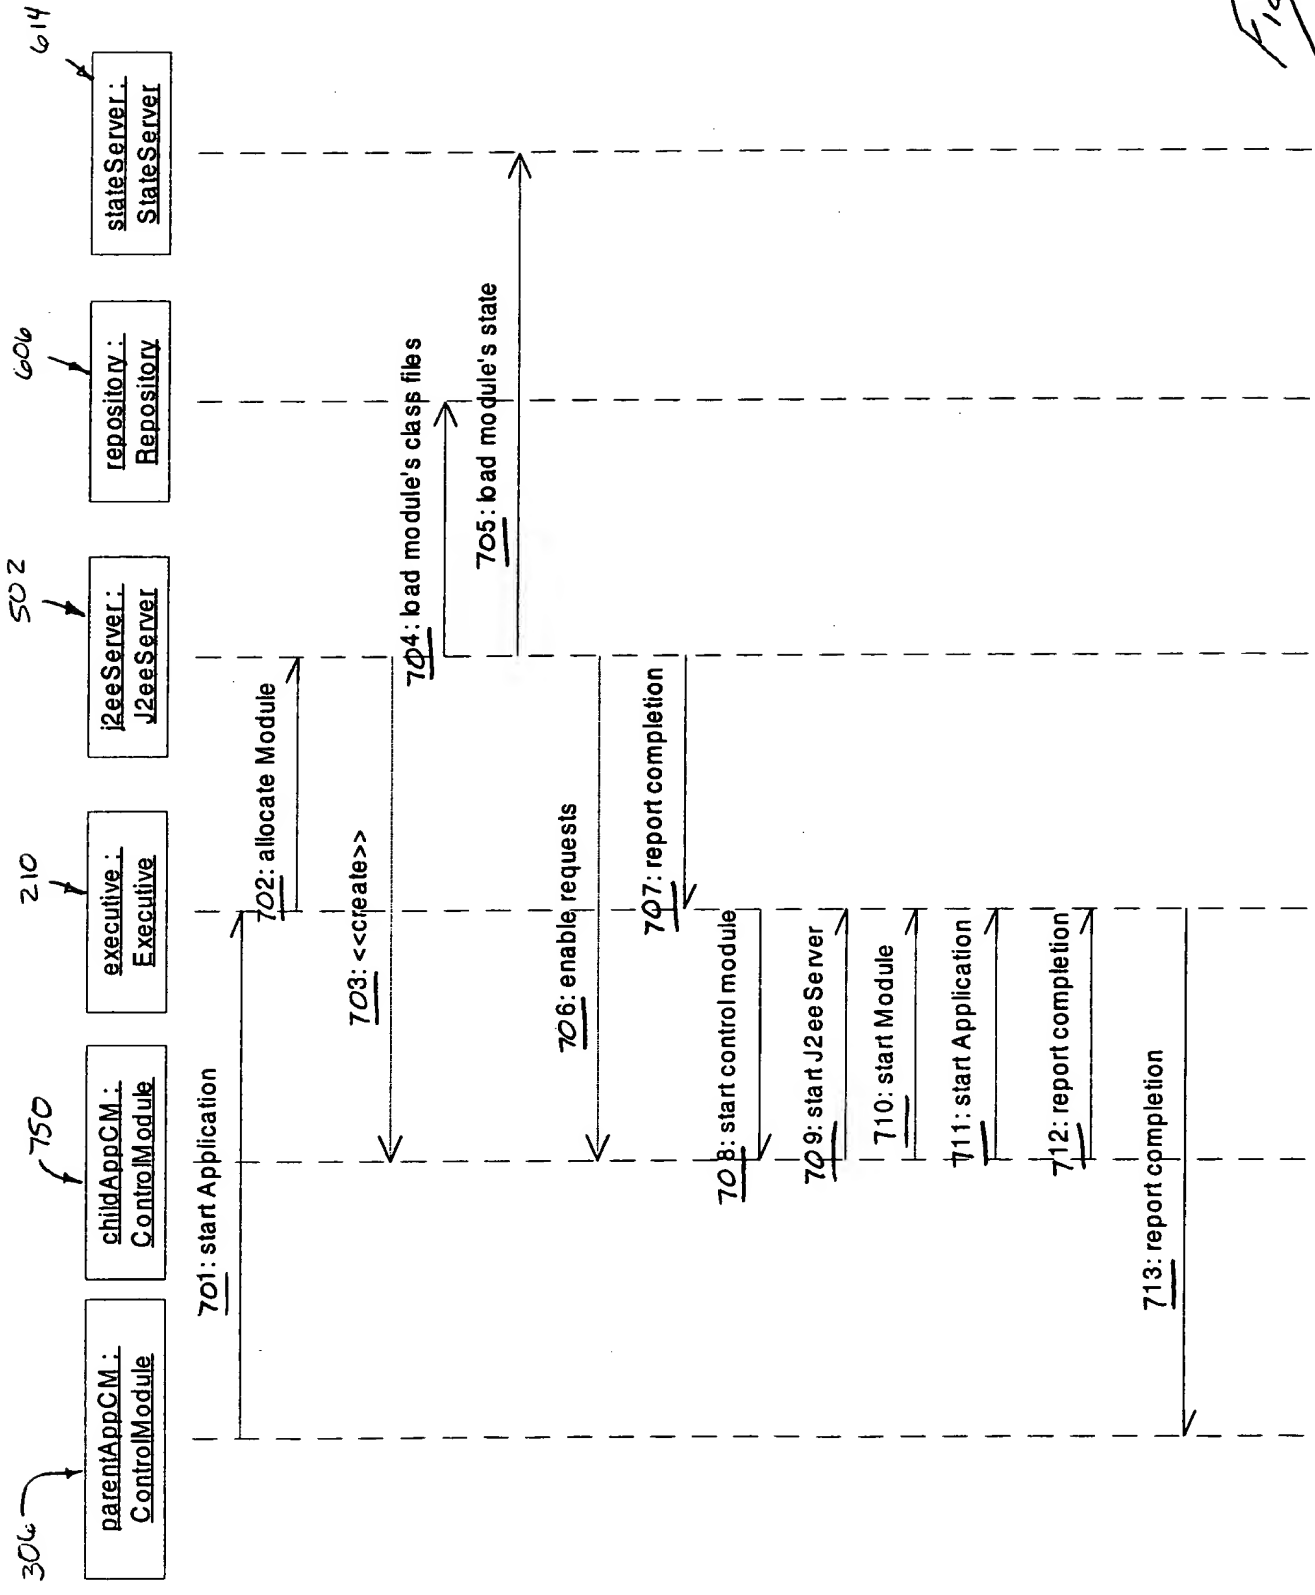 306
750
210
502
606
614
parentAppCM :
ControlModule
childAppCM :
ControlModule
executive :
Executive
j2eeServer :
J2eeServer
repository :
Repository
stateServer :
StateServer
701: start Application
702: allocate Module
703: <<create>>
704: load module's class files
705: load module's state
706: enable requests
707: report completion
708: start control module
709: start J2eeServer
710: start Module
711: start Application
712: report completion
713: report completion